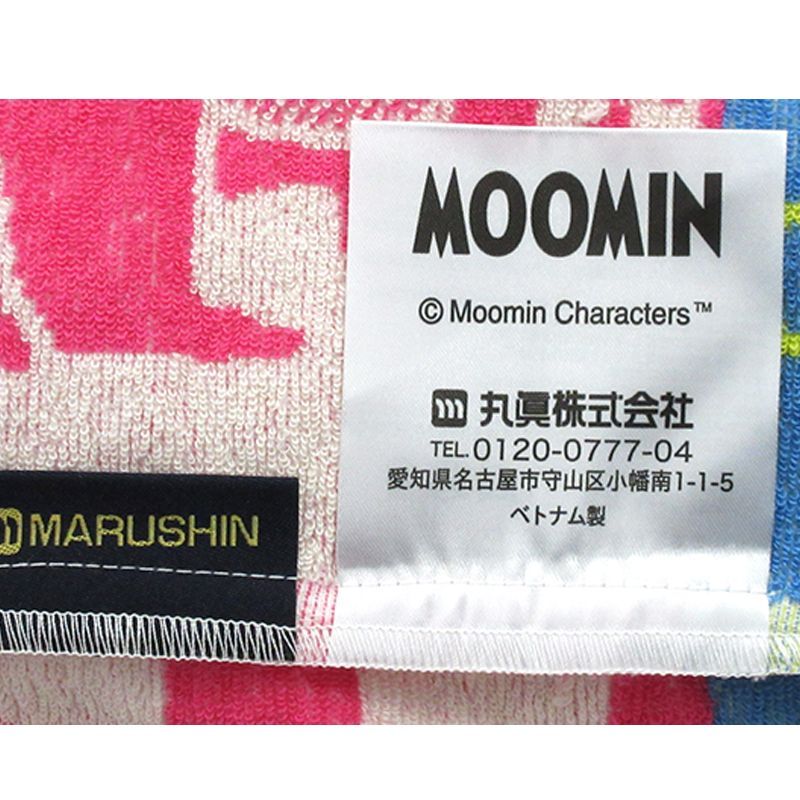 MOOMIN
© Moomin Characters™
丸眞株式会社
TEL.0120-0777-04
愛知県名古屋市守山区小幡南1-1-5
ベトナム製
MARUSHIN